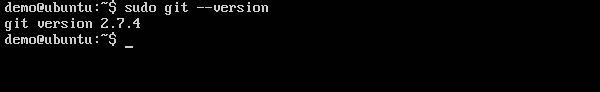 demo@ubuntu:~$ sudo git --version
git version 2.7.4
demo@ubuntu:~$ _